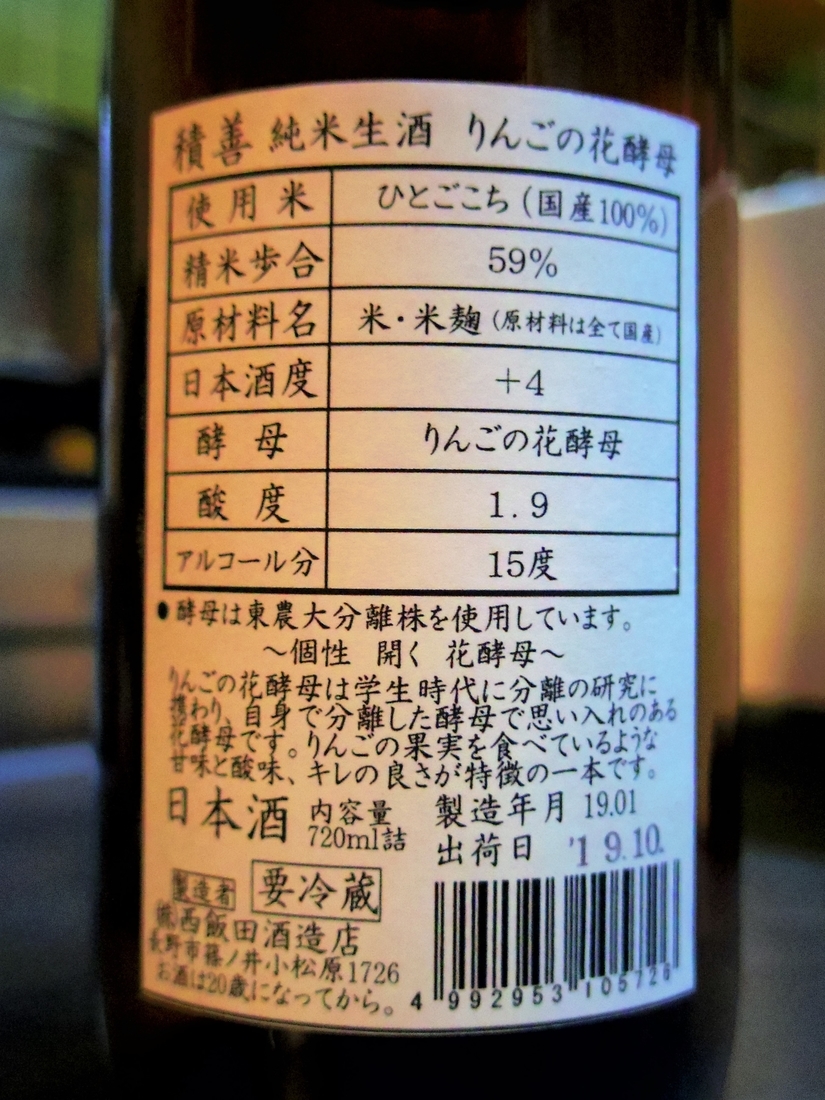 積善 純米生酒 りんごの花酵母
使用米 ひとごこち(国産100%)
精米歩合 59%
原材料名 米・米麹(原材料は全て国産)
日本酒度 +4
酵母 りんごの花酵母
酸度 1.9
アルコール分 15度
●酵母は東農大分離株を使用しています。
~個性 開く 花酵母~
りんごの花酵母は学生時代に分離の研究に
携わり、自身で分離した酵母で思い入れのある
花酵母です。りんごの果実を食べているような
甘味と酸味、キレの良さが特徴の一本です。
日本酒 内容量 720ml詰
製造年月 19.01
出荷日 '19.10.
要冷蔵
製造者
㈱西飯田酒造店
長野市篠ノ井小松原1726
お酒は20歳になってから。
4 992953 105726